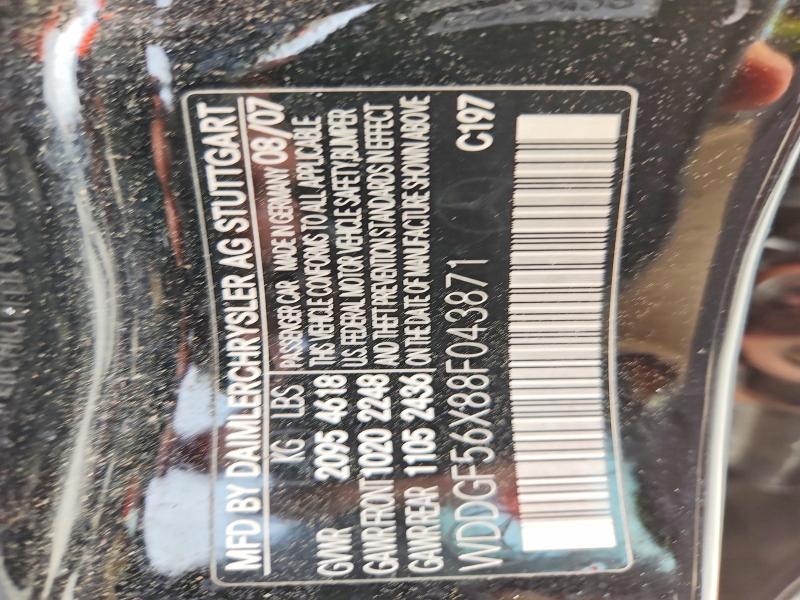 MFD BY DAIMLERCHRYSLER AG STUTTGART
KG LBS PASSENGER CAR MADE IN GERMANY 08/07
GVWR 2095 4618 THIS VEHICLE CONFORMS TO ALL APPLICABLE
GAWR FRONT 1020 2248 U.S. FEDERAL MOTOR VEHICLE SAFETY, BUMPER
GAWR REAR 1105 2436 AND THEFT PREVENTION STANDARDS IN EFFECT
ON THE DATE OF MANUFACTURE SHOWN ABOVE
WDDGF56X88F043871 C197